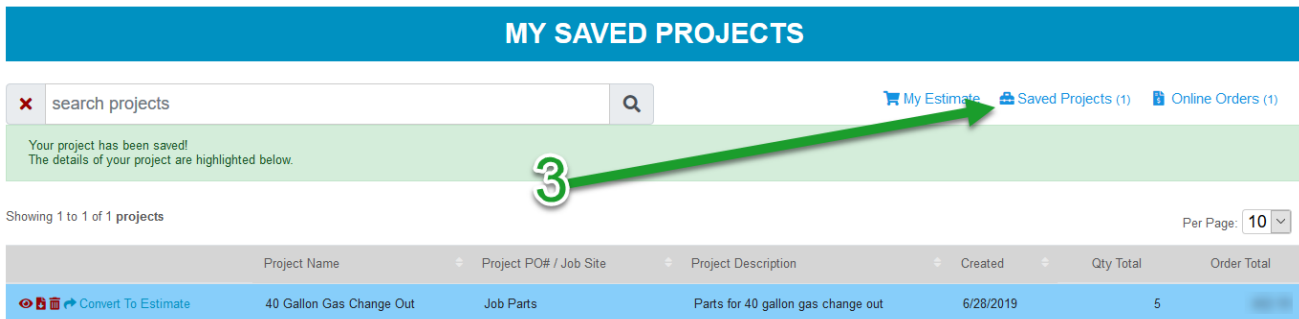 MY SAVED PROJECTS
search projects
My Estimate Saved Projects (1) Online Orders (1)
Your project has been saved!
The details of your project are highlighted below.
3
Showing 1 to 1 of 1 projects
Per Page: 10
Project Name Project PO# / Job Site Project Description Created Qty Total Order Total
Convert To Estimate 40 Gallon Gas Change Out Job Parts Parts for 40 gallon gas change out 6/28/2019 5